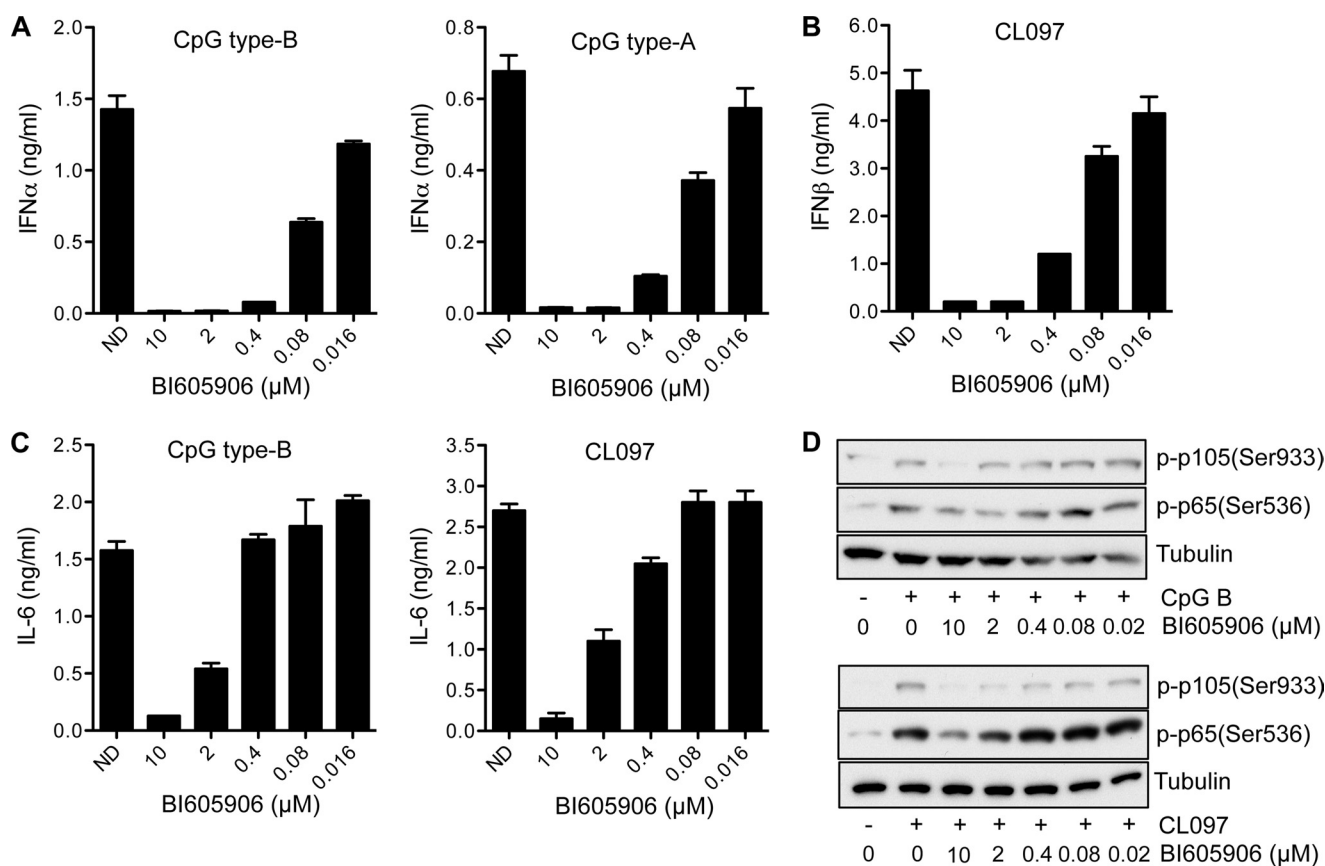 A
CpG type-B
IFNα (ng/ml)
2.0
1.5
1.0
0.5
0.0
ND 10 2 0.4 0.08 0.016
BI605906 (µM)
CpG type-A
IFNα (ng/ml)
0.8
0.6
0.4
0.2
0.0
ND 10 2 0.4 0.08 0.016
BI605906 (µM)
B
CL097
IFNβ (ng/ml)
6.0
5.0
4.0
3.0
2.0
1.0
0.0
ND 10 2 0.4 0.08 0.016
BI605906 (µM)
C
CpG type-B
IL-6 (ng/ml)
2.5
2.0
1.5
1.0
0.5
0.0
ND 10 2 0.4 0.08 0.016
BI605906 (µM)
CL097
IL-6 (ng/ml)
3.5
3.0
2.5
2.0
1.5
1.0
0.5
0.0
ND 10 2 0.4 0.08 0.016
BI605906 (µM)
D
p-p105(Ser933)
p-p65(Ser536)
Tubulin
- + + + + + + CpG B
0 0 10 2 0.4 0.08 0.02 BI605906 (µM)
p-p105(Ser933)
p-p65(Ser536)
Tubulin
- + + + + + + CL097
0 0 10 2 0.4 0.08 0.02 BI605906 (µM)